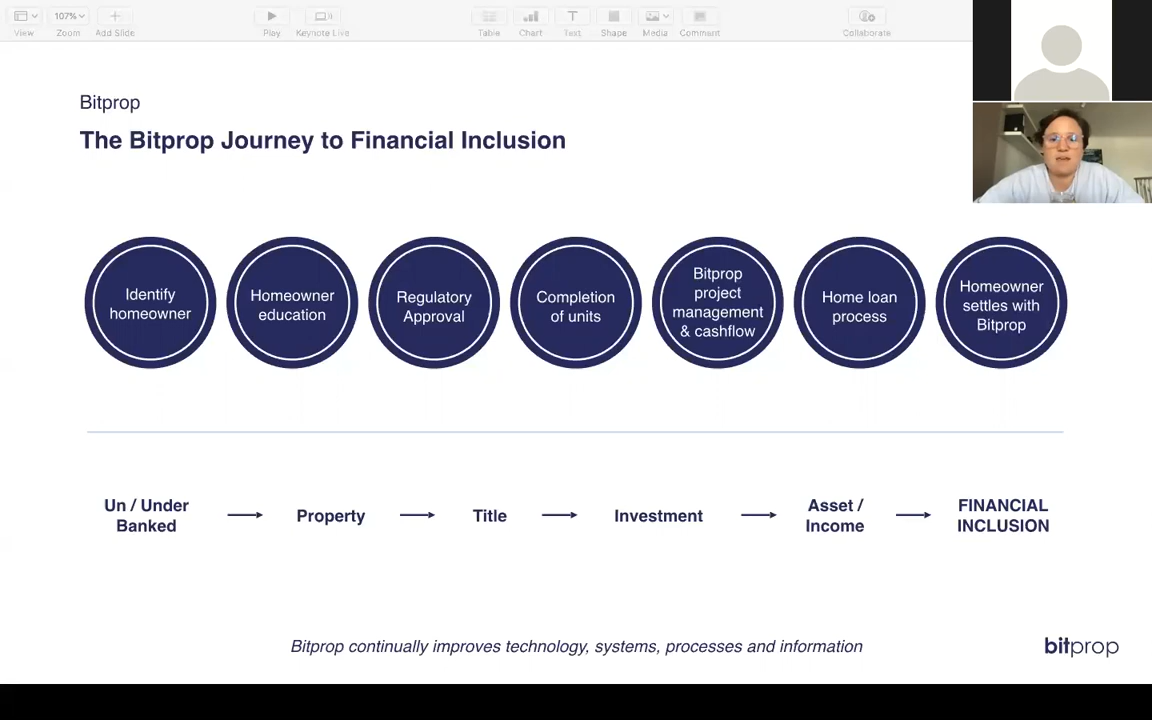 107%
View
Zoom
Add Slide
Play
Keynote Live
Table
Chart
Text
Shape
Media
Comment
Collaborate
Bitprop
The Bitprop Journey to Financial Inclusion
Identify
homeowner
Homeowner
education
Regulatory
Approval
Completion
of units
Bitprop
project
management
& cashflow
Home loan
process
Homeowner
settles with
Bitprop
Un / Under
Banked
Property
Title
Investment
Asset /
Income
FINANCIAL
INCLUSION
Bitprop continually improves technology, systems, processes and information
bitprop